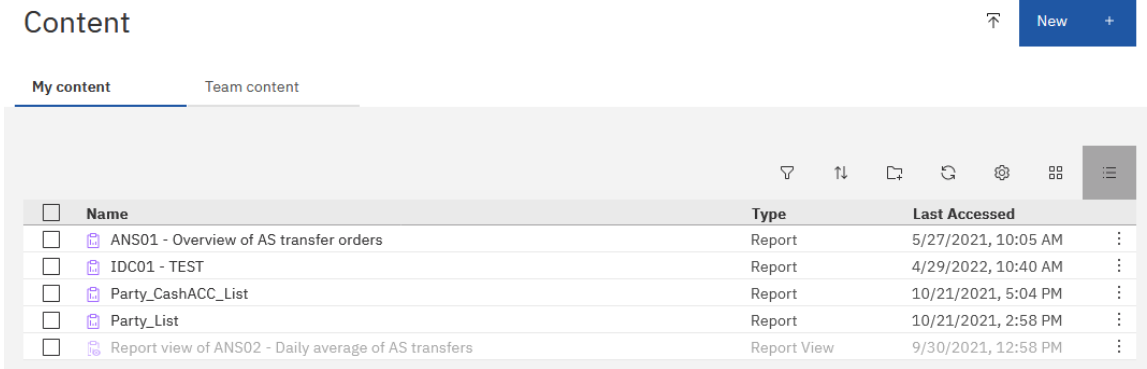 Content
New +
My content Team content
Name Type Last Accessed
ANS01 - Overview of AS transfer orders Report 5/27/2021, 10:05 AM
IDC01 - TEST Report 4/29/2022, 10:40 AM
Party_CashACC_List Report 10/21/2021, 5:04 PM
Party_List Report 10/21/2021, 2:58 PM
Report view of ANS02 - Daily average of AS transfers Report View 9/30/2021, 12:58 PM